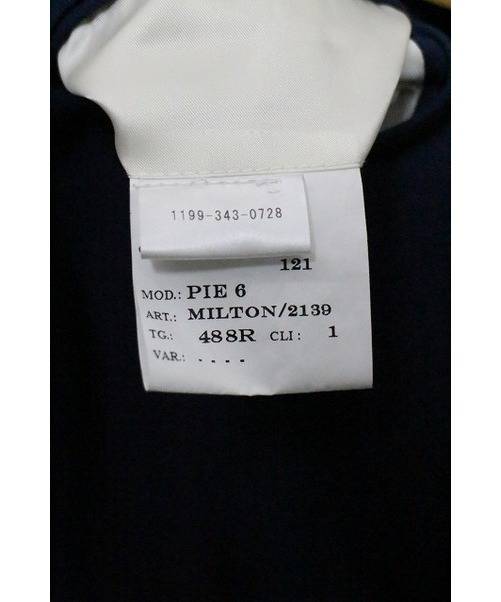 1199-343-0728
121
MOD.: PIE 6
ART.: MILTON/2139
TG.: 488R CLI: 1
VAR.: . . . .